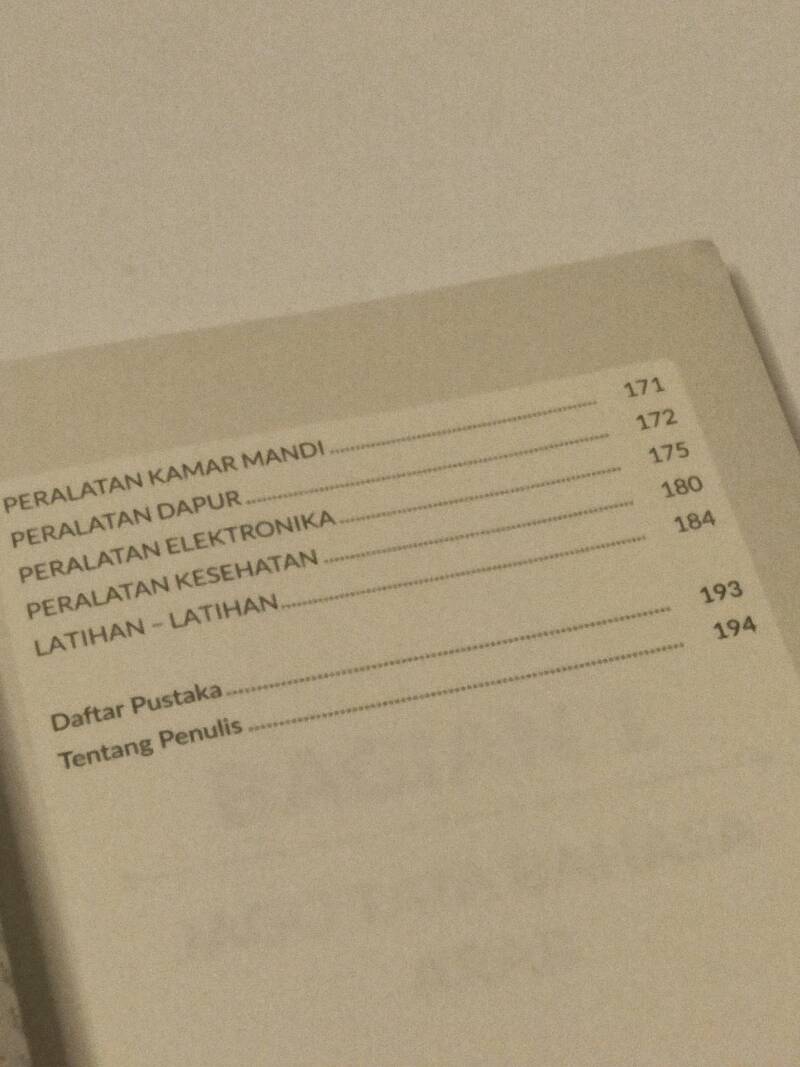 PERALATAN KAMAR MANDI ........................................ 171
PERALATAN DAPUR ........................................ 172
PERALATAN ELEKTRONIKA ........................................ 175
PERALATAN KESEHATAN ........................................ 180
LATIHAN – LATIHAN ........................................ 184
Daftar Pustaka ........................................ 193
Tentang Penulis ........................................ 194